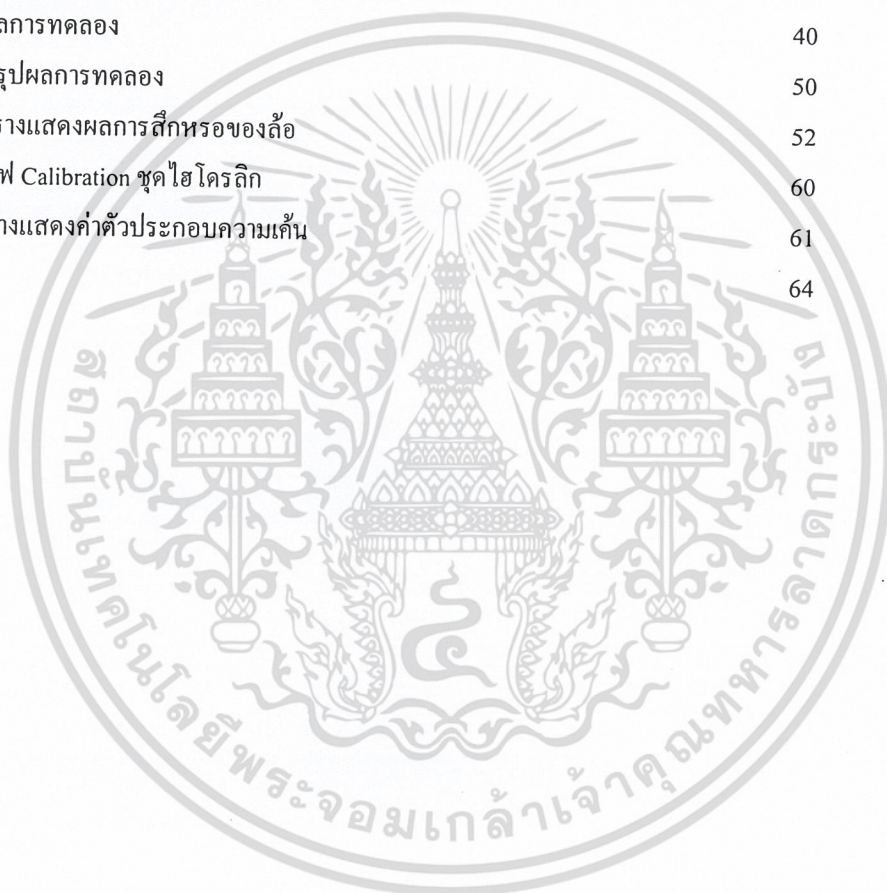 ลการทดลอง 40
รุปผลการทดลอง 50
รางแสดงผลการสึกหรอของล้อ 52
ฟ Calibration ชุดไฮโดรลิก 60
างแสดงค่าตัวประกอบความเค้น 61
64
สถาบันเทคโนโลยีพระจอมเกล้าเจ้าคุณทหารลาดกระบัง